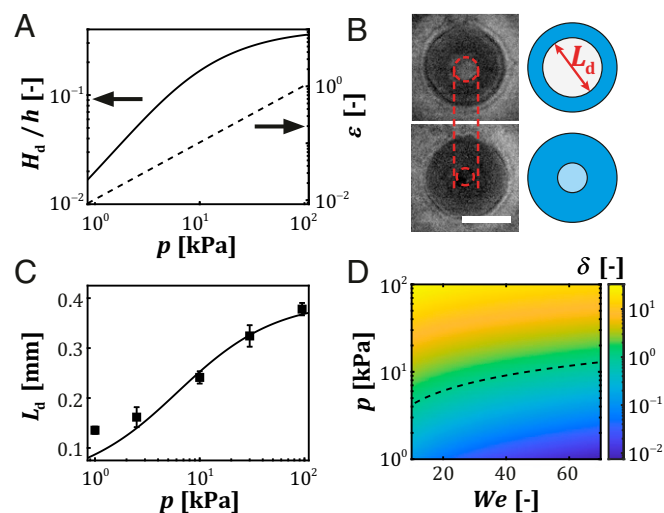 A
H_d / h [-]
10^-1
10^-2
10^0
10^1
10^2
p [kPa]
10^0
10^-2
ε [-]
B
L_d
C
L_d [mm]
0.4
0.3
0.2
0.1
10^0
10^1
10^2
p [kPa]
D
δ [-]
p [kPa]
10^2
10^1
10^0
20
40
60
We [-]
10^1
10^0
10^-1
10^-2